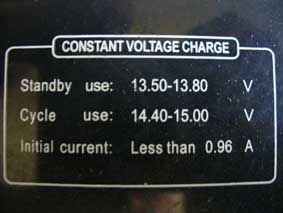 CONSTANT VOLTAGE CHARGE
Standby use: 13.50-13.80 V
Cycle use: 14.40-15.00 V
Initial current: Less than 0.96 A